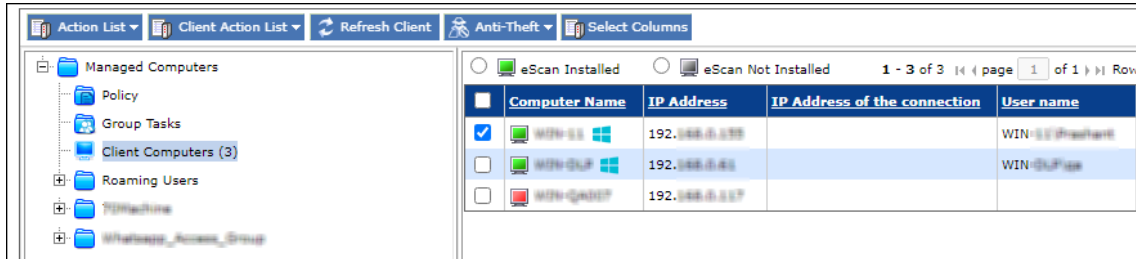 Action List Client Action List Refresh Client Anti-Theft Select Columns
Managed Computers
Policy
Group Tasks
Client Computers (3)
Roaming Users
eScan Installed eScan Not Installed 1 - 3 of 3 page 1 of 1 Row
Computer Name IP Address IP Address of the connection User name
192. WIN
192. WIN
192.